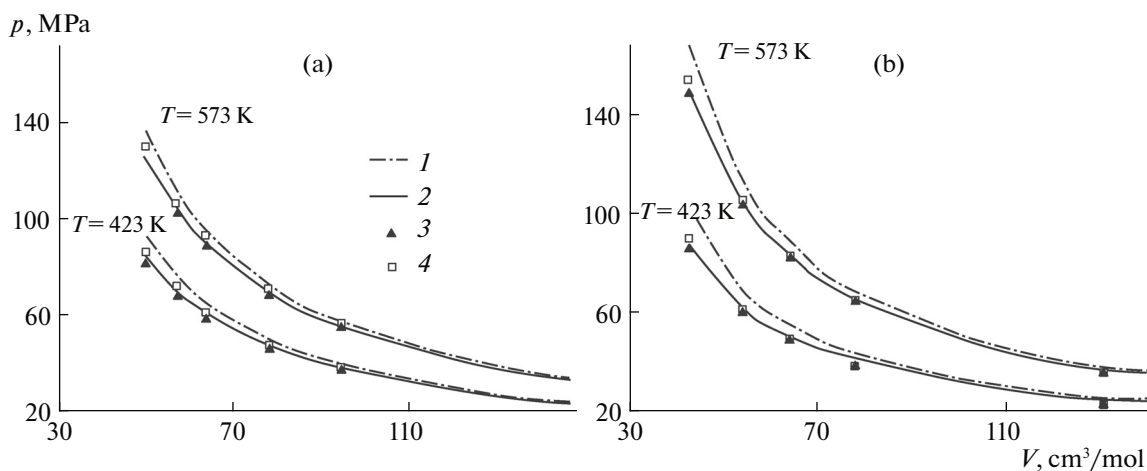 p, MPa
(a)
(b)
T = 573 K
T = 573 K
140
140
1
2
3
4
T = 423 K
T = 423 K
100
100
60
60
20
20
30
70
110
30
70
110
V, cm³/mol